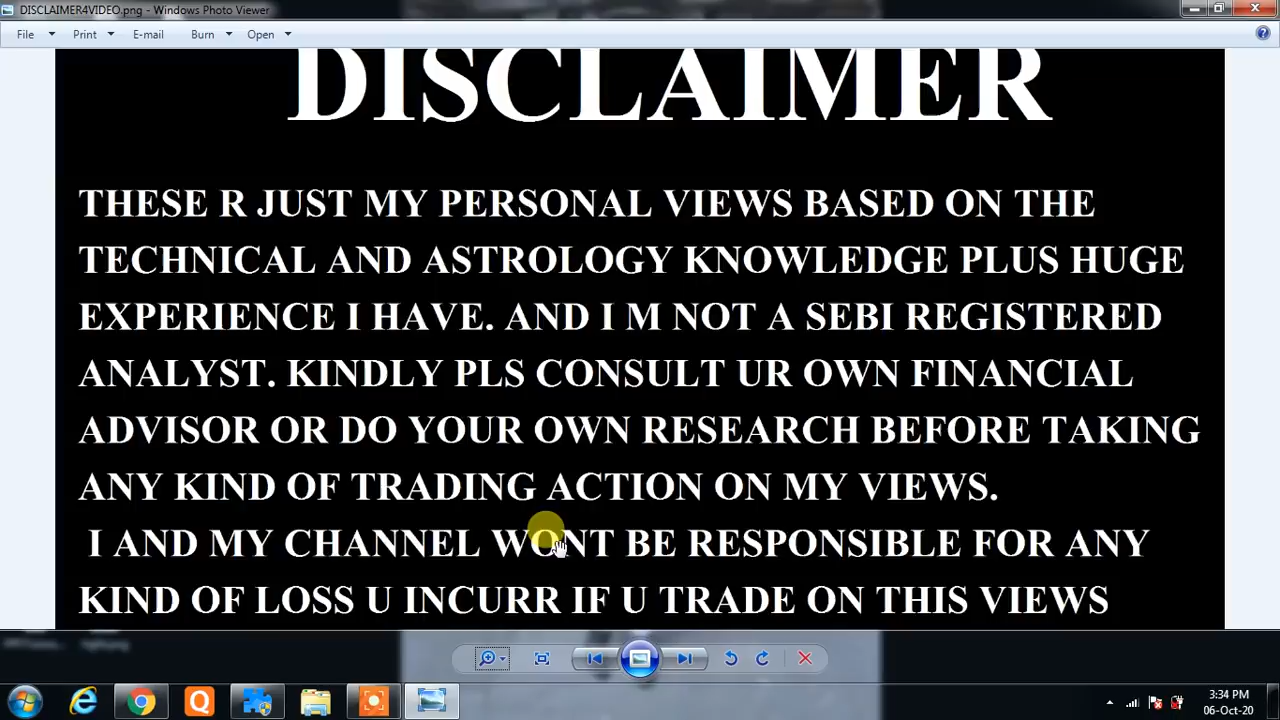 DISCLAIMER4VIDEO.png - Windows Photo Viewer
File Print E-mail Burn Open
DISCLAIMER
THESE R JUST MY PERSONAL VIEWS BASED ON THE
TECHNICAL AND ASTROLOGY KNOWLEDGE PLUS HUGE
EXPERIENCE I HAVE. AND I M NOT A SEBI REGISTERED
ANALYST. KINDLY PLS CONSULT UR OWN FINANCIAL
ADVISOR OR DO YOUR OWN RESEARCH BEFORE TAKING
ANY KIND OF TRADING ACTION ON MY VIEWS.
I AND MY CHANNEL WONT BE RESPONSIBLE FOR ANY
KIND OF LOSS U INCURR IF U TRADE ON THIS VIEWS
3:34 PM
06-Oct-20